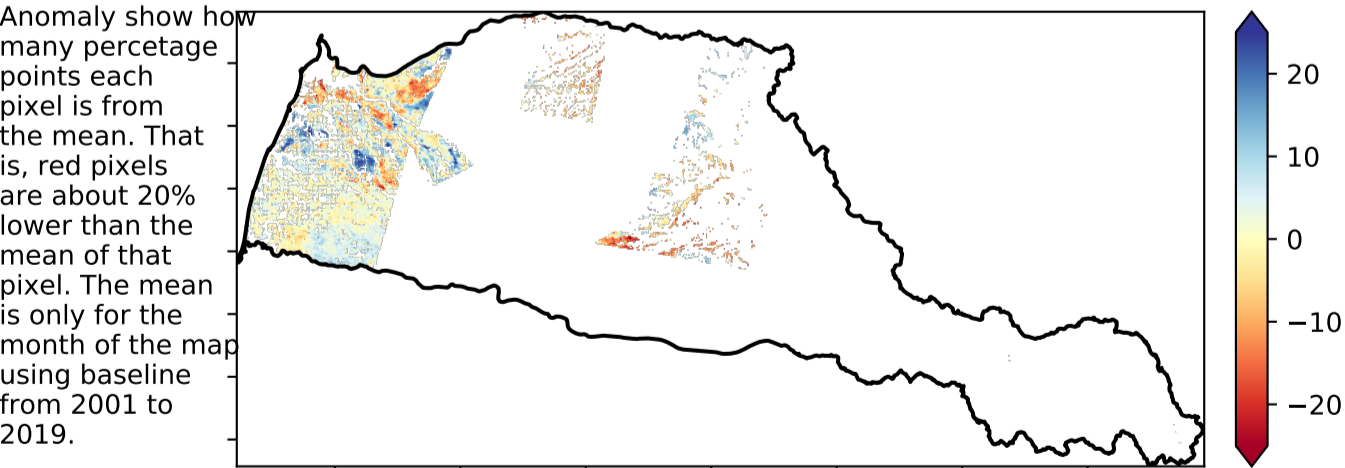 Anomaly show how
many percetage
points each
pixel is from
the mean. That
is, red pixels
are about 20%
lower than the
mean of that
pixel. The mean
is only for the
month of the map
using baseline
from 2001 to
2019.
20
10
0
−10
−20